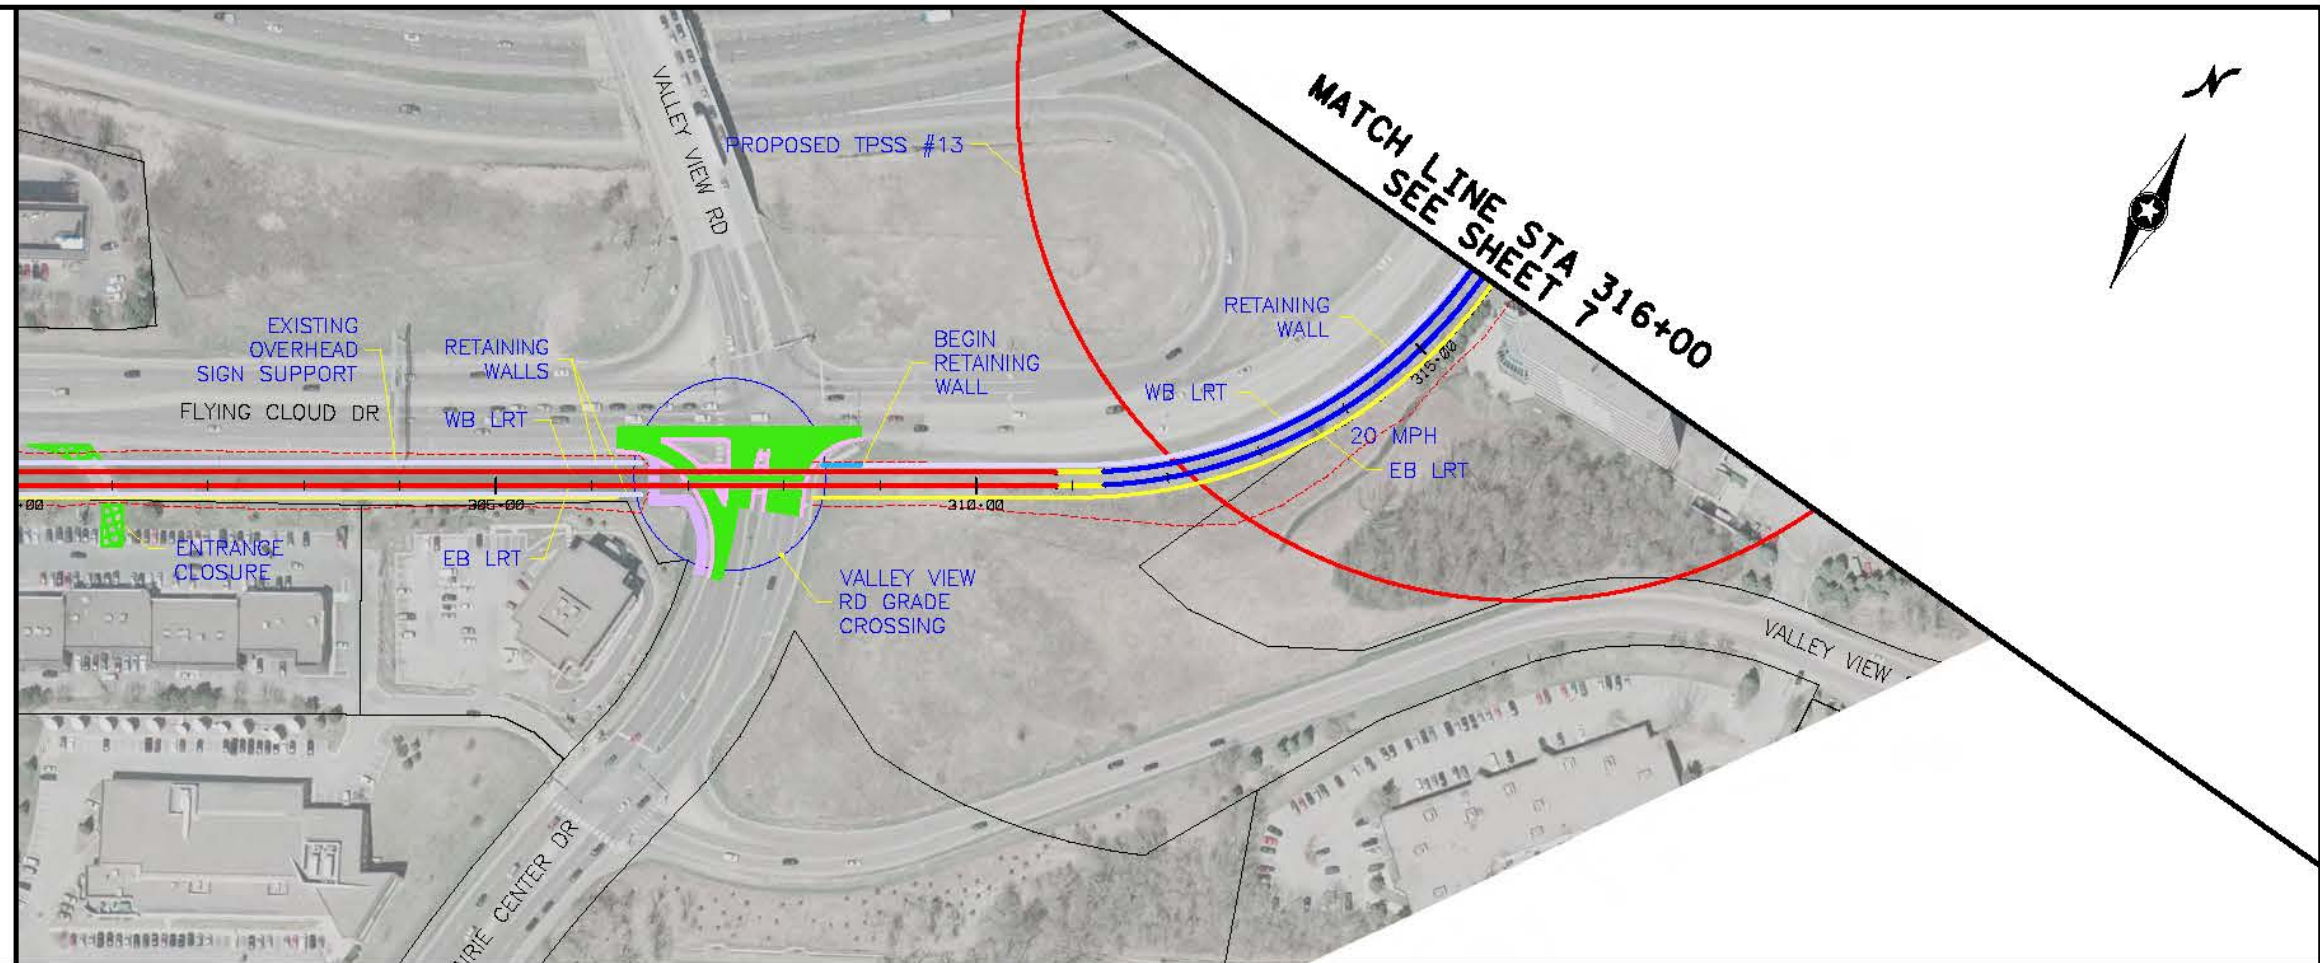 VALLEY VIEW RD
PROPOSED TPSS #13
MATCH LINE STA 316+00
SEE SHEET 7
N
EXISTING
OVERHEAD
SIGN SUPPORT
FLYING CLOUD DR
RETAINING
WALLS
WB LRT
BEGIN
RETAINING
WALL
RETAINING
WALL
WB LRT
315+00
20 MPH
EB LRT
+00
305+00
310+00
ENTRANCE
CLOSURE
EB LRT
VALLEY VIEW
RD GRADE
CROSSING
VALLEY VIEW
AIRIE CENTER DR